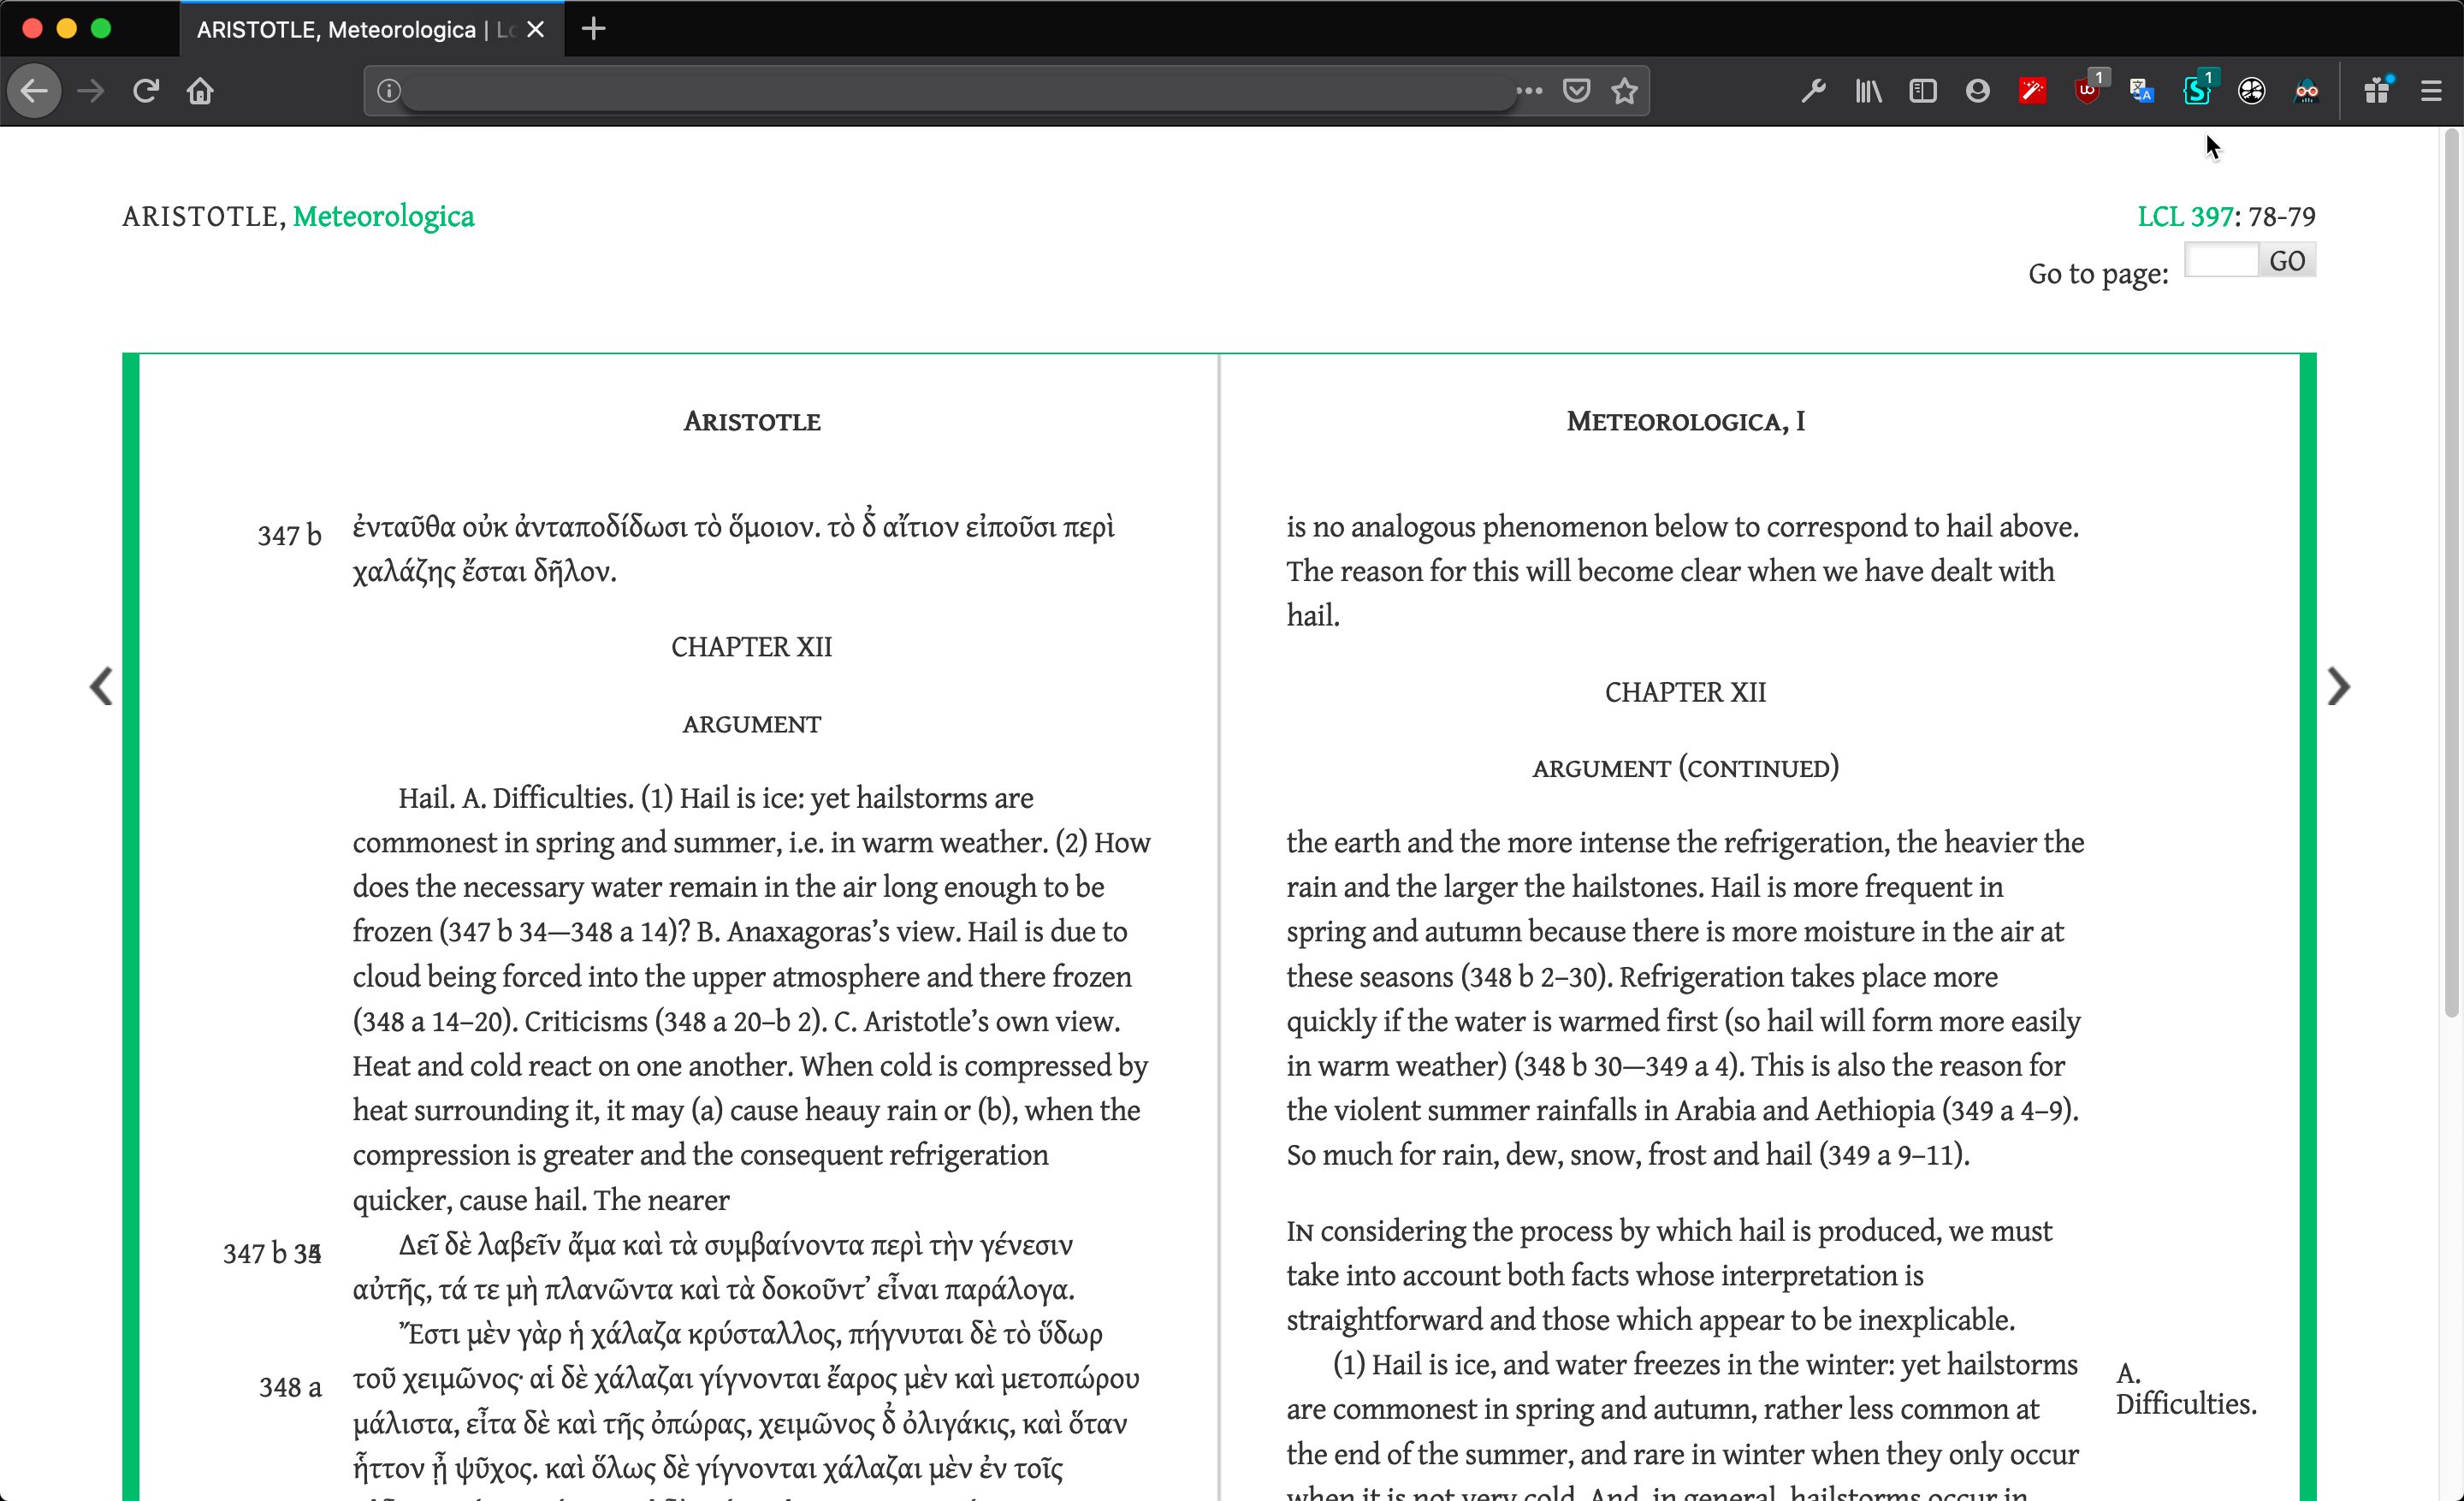 ARISTOTLE, Meteorologica | Lo
1
1
ARISTOTLE, Meteorologica
LCL 397: 78-79
Go to page:
GO
ARISTOTLE
347 b
ἐνταῦθα οὐκ ἀνταποδίδωσι τὸ ὅμοιον. τὸ δ̓ αἴτιον εἰποῦσι περὶ
χαλάζης ἔσται δῆλον.
CHAPTER XII
ARGUMENT
Hail. A. Difficulties. (1) Hail is ice: yet hailstorms are
commonest in spring and summer, i.e. in warm weather. (2) How
does the necessary water remain in the air long enough to be
frozen (347 b 34—348 a 14)? B. Anaxagoras’s view. Hail is due to
cloud being forced into the upper atmosphere and there frozen
(348 a 14–20). Criticisms (348 a 20–b 2). C. Aristotle’s own view.
Heat and cold react on one another. When cold is compressed by
heat surrounding it, it may (a) cause heauy rain or (b), when the
compression is greater and the consequent refrigeration
quicker, cause hail. The nearer
347 b
Δεῖ δὲ λαβεῖν ἅμα καὶ τὰ συμβαίνοντα περὶ τὴν γένεσιν
αὐτῆς, τά τε μὴ πλανῶντα καὶ τὰ δοκοῦντ’ εἶναι παράλογα.
Ἔστι μὲν γὰρ ἡ χάλαζα κρύσταλλος, πήγνυται δὲ τὸ ὕδωρ
348 a
τοῦ χειμῶνος· αἱ δὲ χάλαζαι γίγνονται ἔαρος μὲν καὶ μετοπώρου
μάλιστα, εἶτα δὲ καὶ τῆς ὀπώρας, χειμῶνος δ̓ ὀλιγάκις, καὶ ὅταν
ἧττον ᾖ ψῦχος. καὶ ὅλως δὲ γίγνονται χάλαζαι μὲν ἐν τοῖς
METEOROLOGICA, I
is no analogous phenomenon below to correspond to hail above.
The reason for this will become clear when we have dealt with
hail.
CHAPTER XII
ARGUMENT (CONTINUED)
the earth and the more intense the refrigeration, the heavier the
rain and the larger the hailstones. Hail is more frequent in
spring and autumn because there is more moisture in the air at
these seasons (348 b 2–30). Refrigeration takes place more
quickly if the water is warmed first (so hail will form more easily
in warm weather) (348 b 30—349 a 4). This is also the reason for
the violent summer rainfalls in Arabia and Aethiopia (349 a 4–9).
So much for rain, dew, snow, frost and hail (349 a 9–11).
IN considering the process by which hail is produced, we must
take into account both facts whose interpretation is
straightforward and those which appear to be inexplicable.
(1) Hail is ice, and water freezes in the winter: yet hailstorms
are commonest in spring and autumn, rather less common at
the end of the summer, and rare in winter when they only occur
when it is not very cold. And, in general, hailstorms occur in
A.
Difficulties.